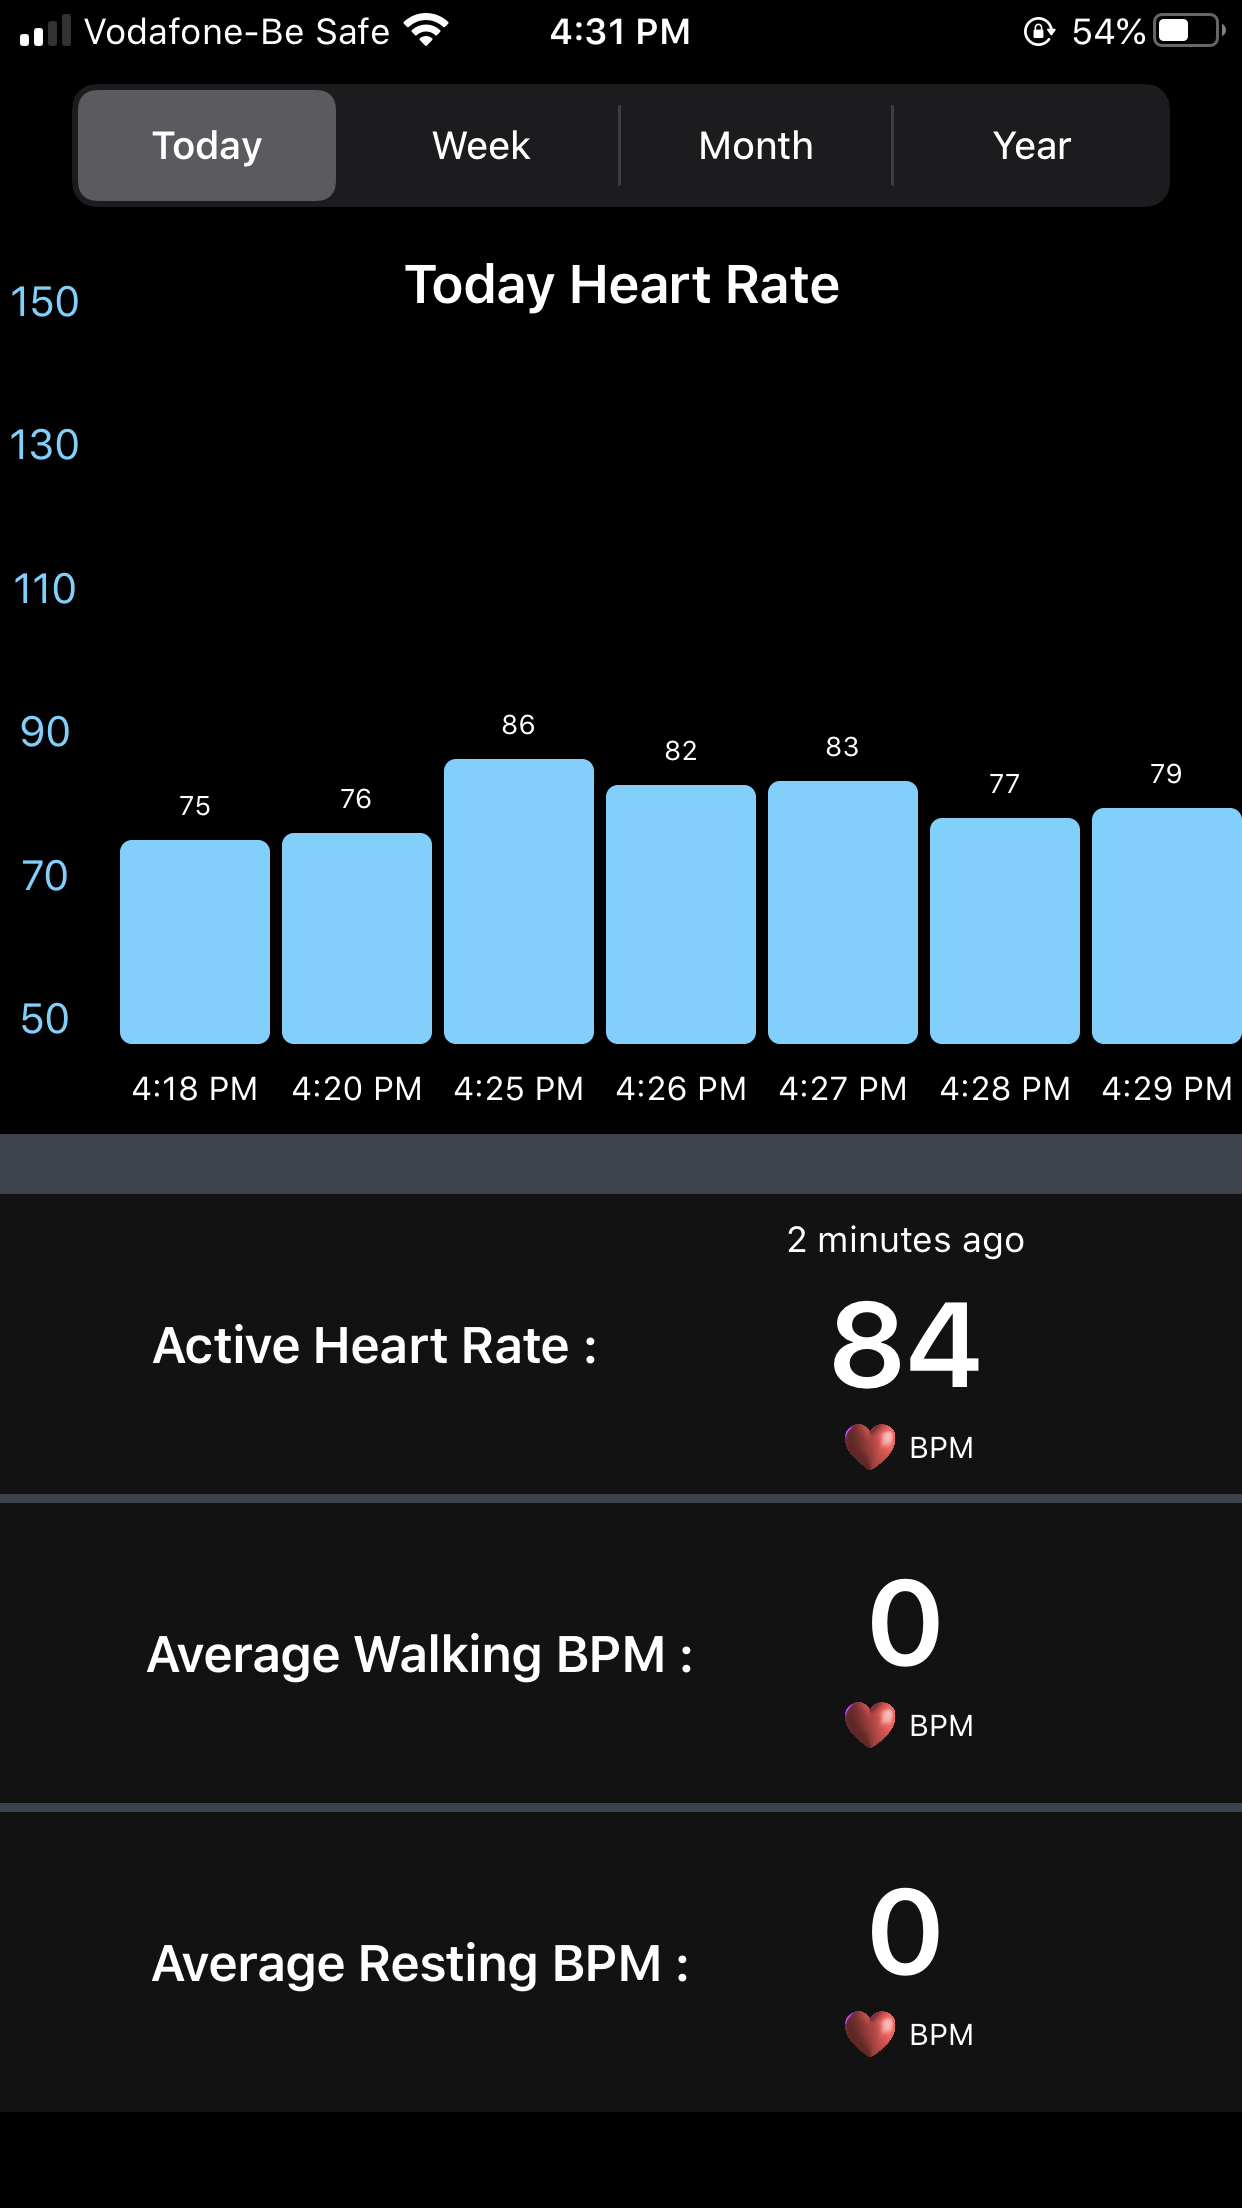 Vodafone-Be Safe 4:31 PM 54%
Today Week Month Year
Today Heart Rate
150
130
110
90
70
50
75 76 86 82 83 77 79
4:18 PM 4:20 PM 4:25 PM 4:26 PM 4:27 PM 4:28 PM 4:29 PM
2 minutes ago
Active Heart Rate : 84
BPM
Average Walking BPM : 0
BPM
Average Resting BPM : 0
BPM